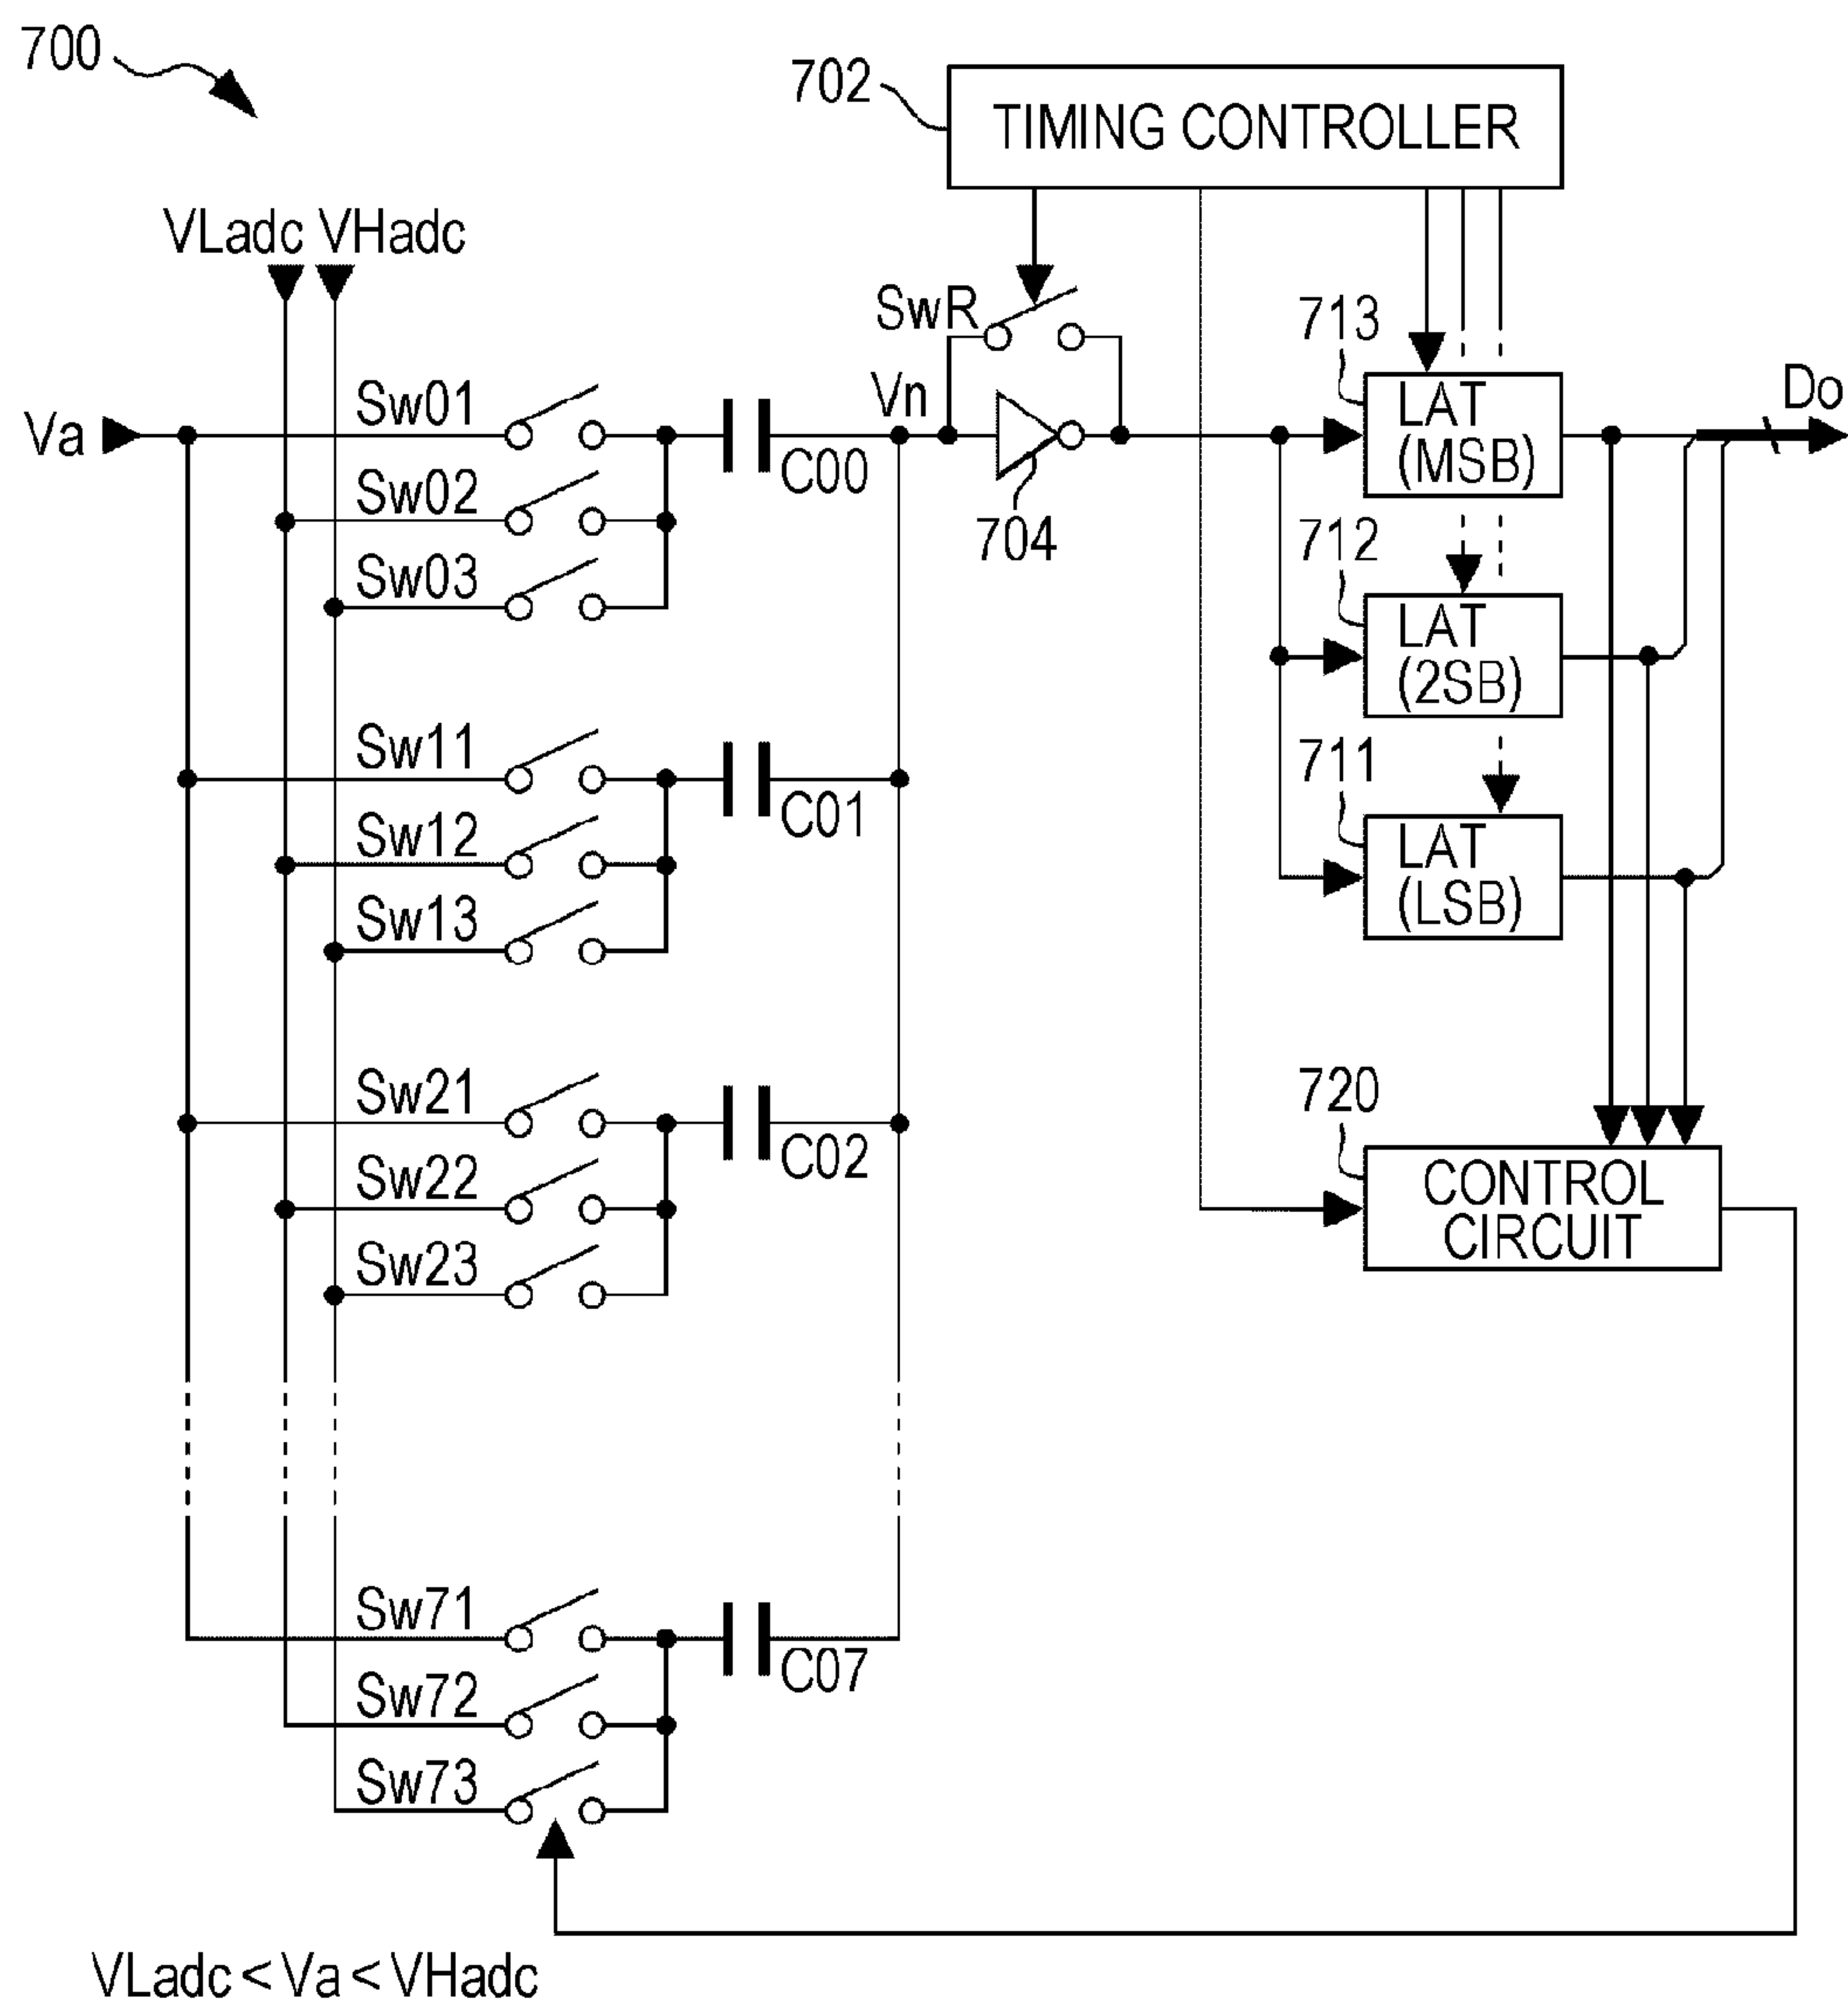 700
702
TIMING CONTROLLER
VLadc VHadc
SwR
713
Va
Sw01
Vn
C00
LAT
(MSB)
Do
Sw02
704
712
Sw03
LAT
(2SB)
Sw11
C01
711
Sw12
LAT
(LSB)
Sw13
Sw21
C02
720
Sw22
CONTROL
CIRCUIT
Sw23
Sw71
C07
Sw72
Sw73
VLadc < Va < VHadc